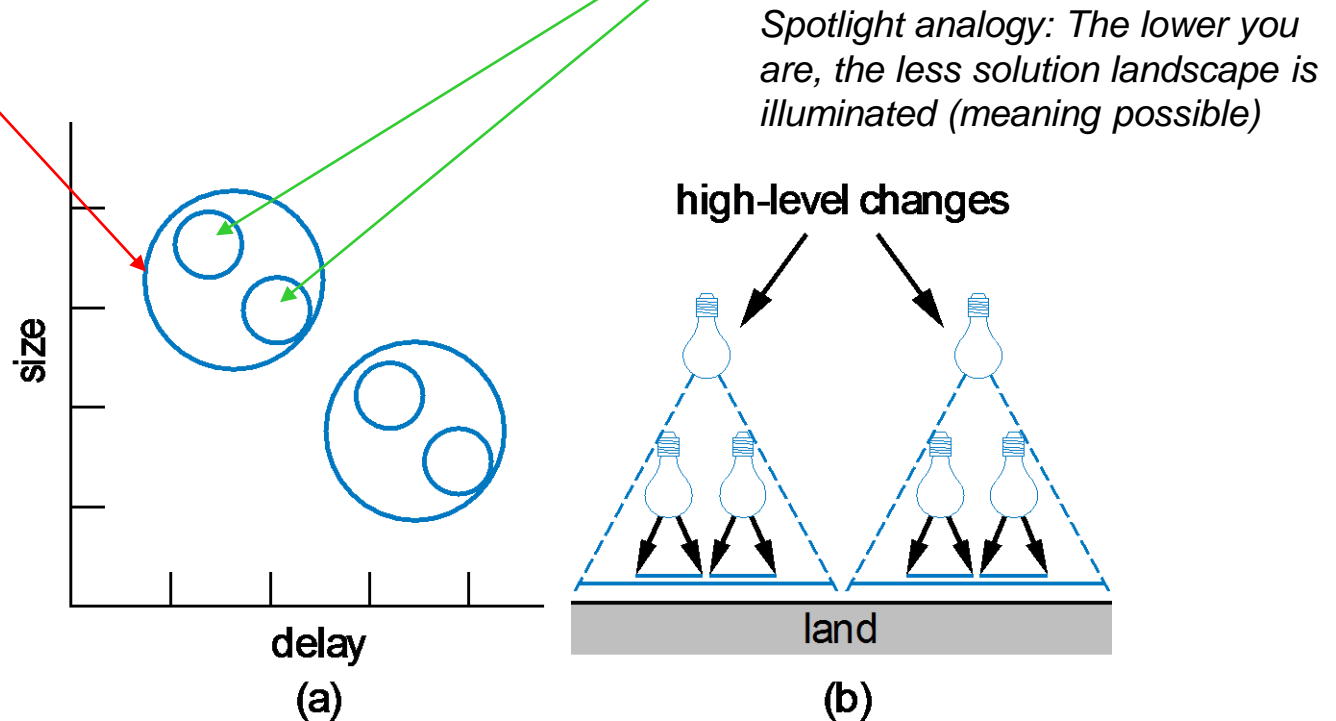 Spotlight analogy: The lower you
are, the less solution landscape is
illuminated (meaning possible)
high-level changes
size
delay
land
(a)
(b)